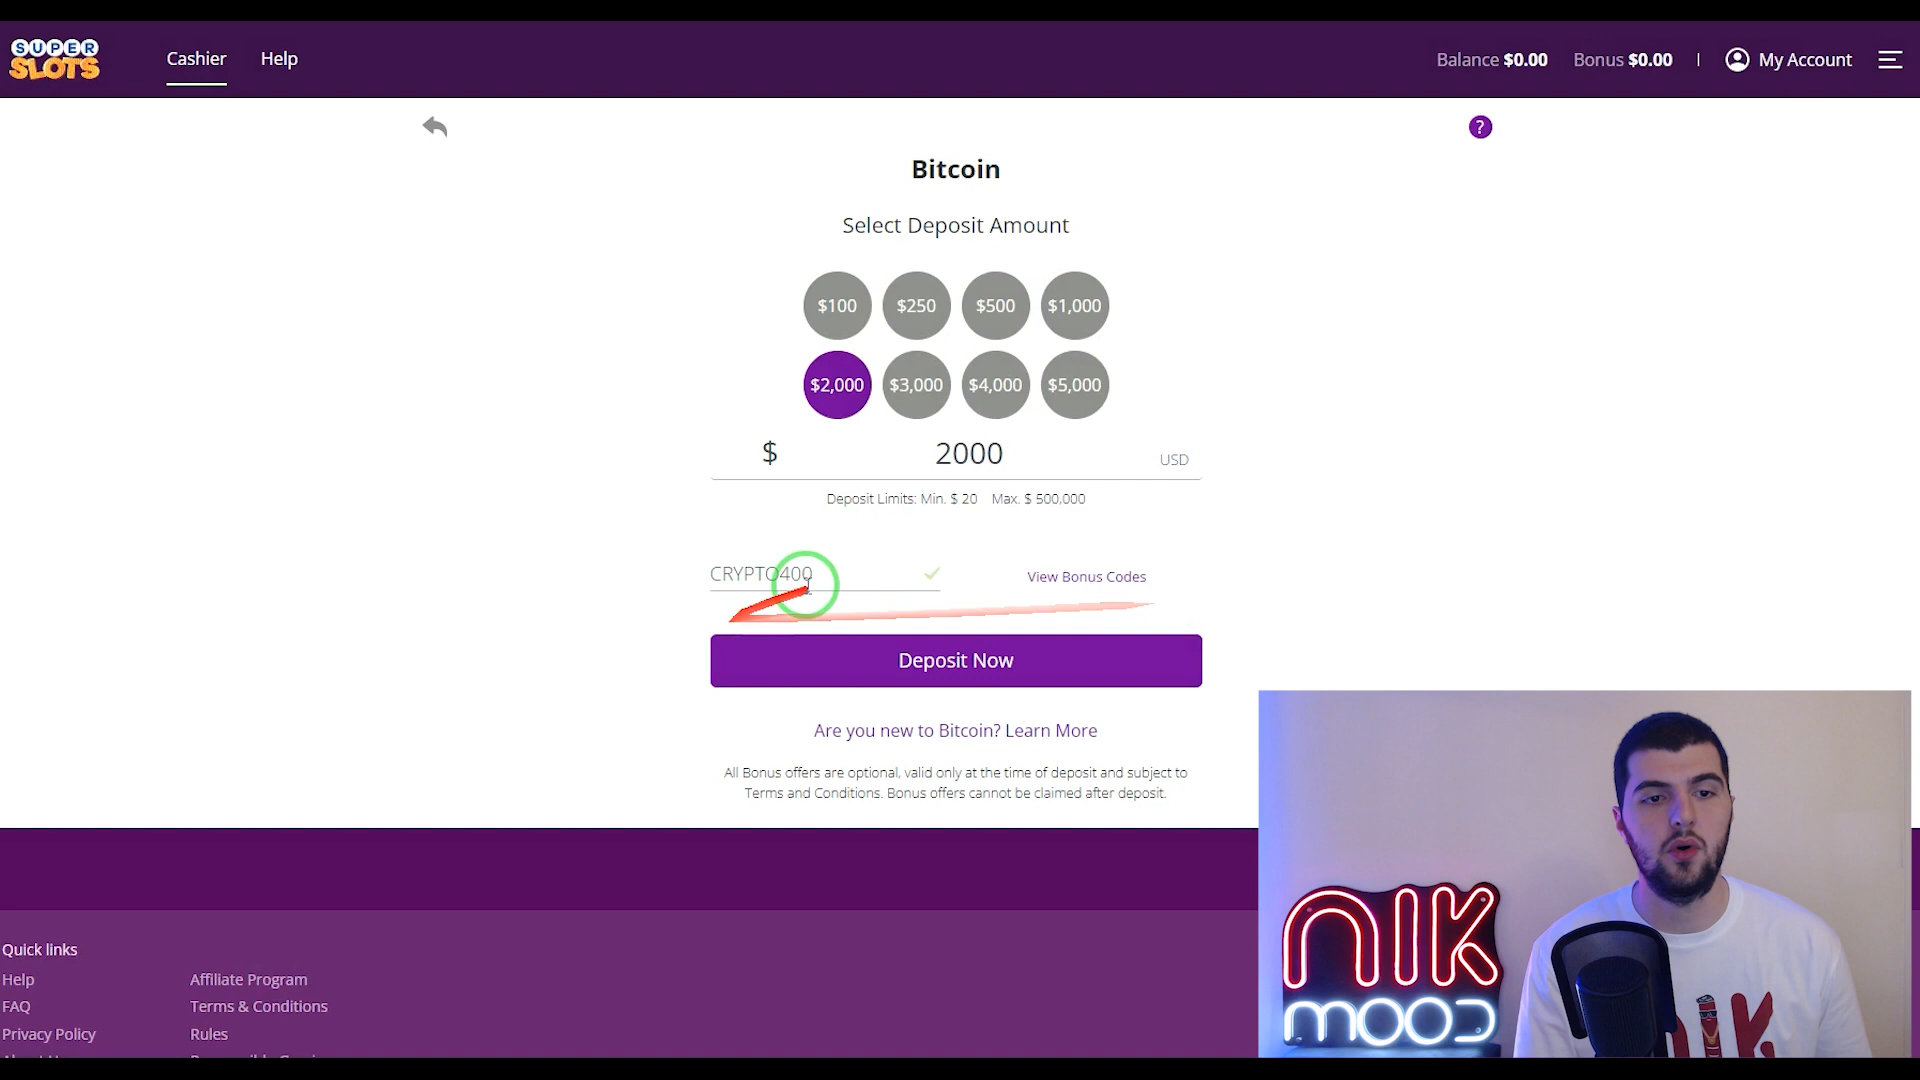 SUPER
SLOTS
Cashier
Help
Balance $0.00
Bonus $0.00
|
My Account
?
Bitcoin
Select Deposit Amount
$100
$250
$500
$1,000
$2,000
$3,000
$4,000
$5,000
$ 2000 USD
Deposit Limits: Min. $ 20 Max. $ 500,000
CRYPTO400
View Bonus Codes
Deposit Now
Are you new to Bitcoin? Learn More
All Bonus offers are optional, valid only at the time of deposit and subject to
Terms and Conditions. Bonus offers cannot be claimed after deposit.
Quick links
Help
FAQ
Privacy Policy
Affiliate Program
Terms & Conditions
Rules
NIK
MOOD
NIK